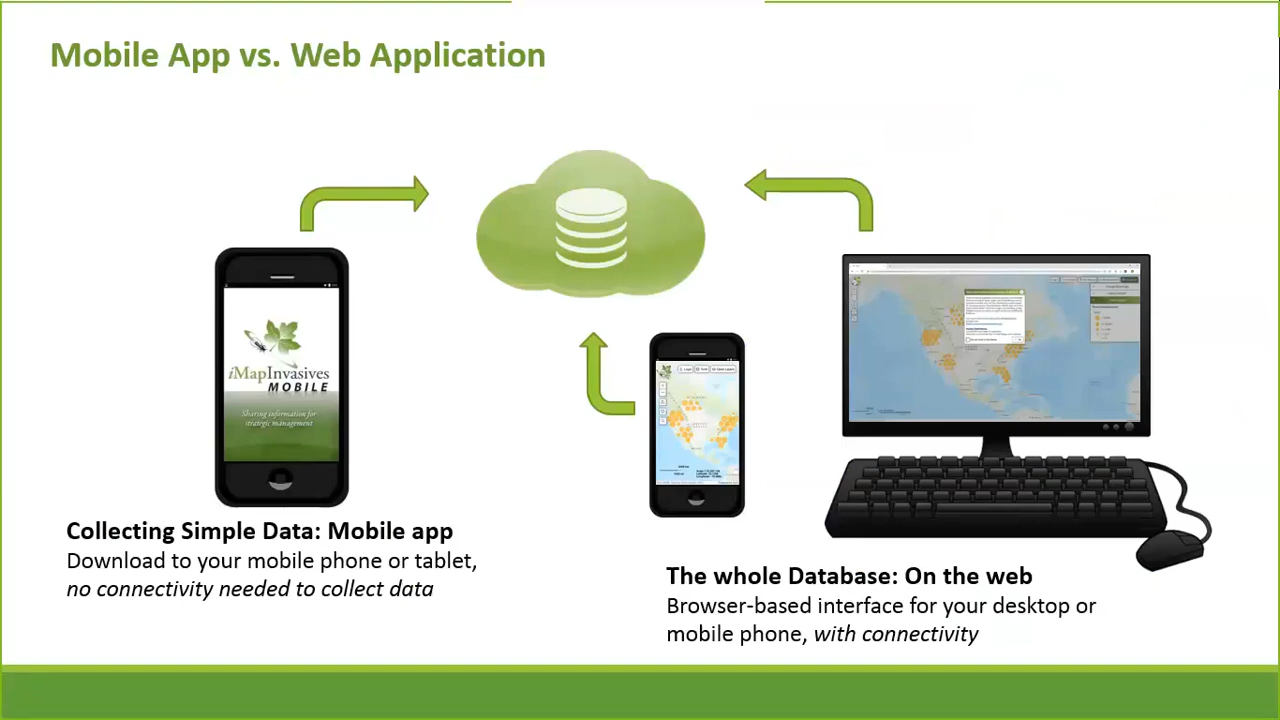 Mobile App vs. Web Application
iMapInvasives
MOBILE
Sharing information for
strategic management
Collecting Simple Data: Mobile app
Download to your mobile phone or tablet,
no connectivity needed to collect data
The whole Database: On the web
Browser-based interface for your desktop or
mobile phone, with connectivity